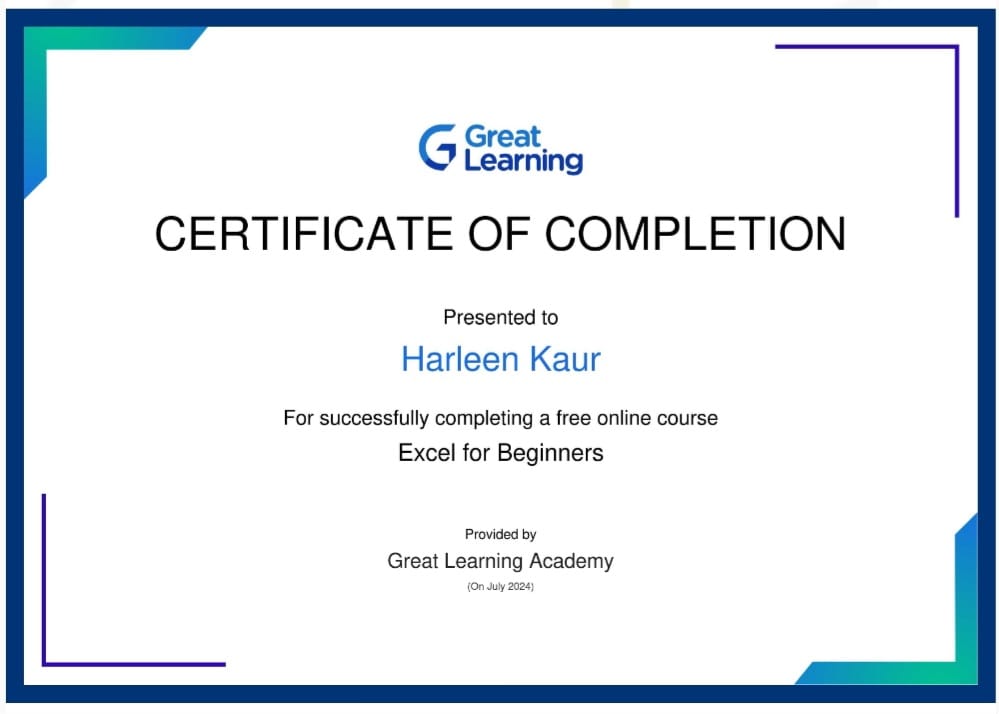 Great
Learning
CERTIFICATE OF COMPLETION
Presented to
Harleen Kaur
For successfully completing a free online course
Excel for Beginners
Provided by
Great Learning Academy
(On July 2024)